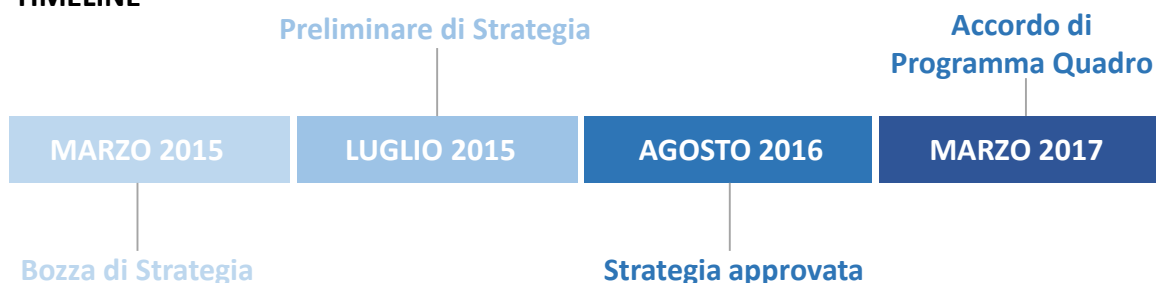 TIMELINE
Preliminare di Strategia
Accordo di
Programma Quadro
MARZO 2015
LUGLIO 2015
AGOSTO 2016
MARZO 2017
Bozza di Strategia
Strategia approvata